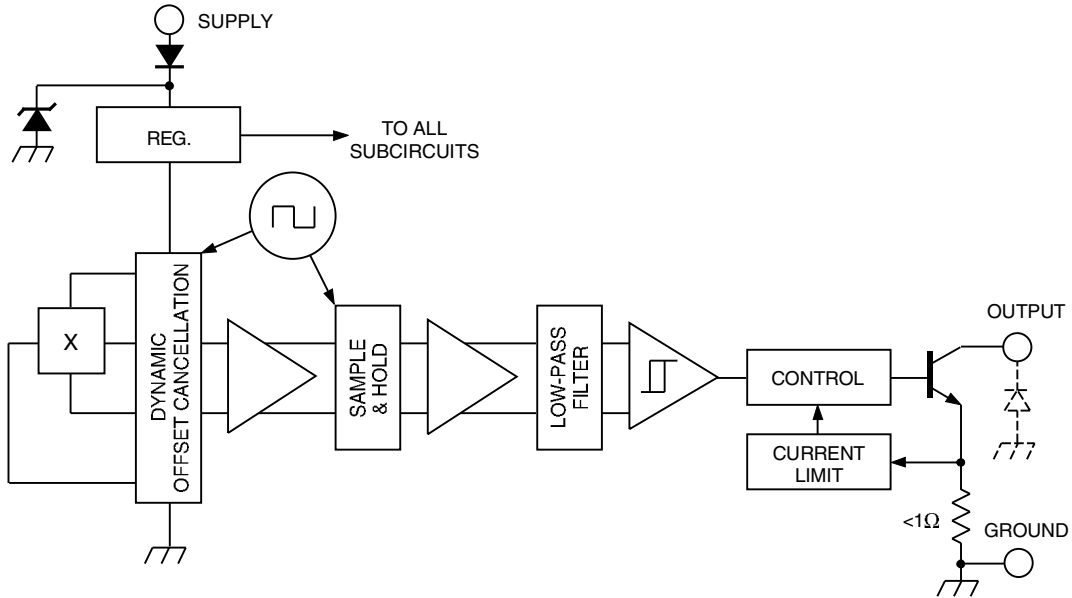 SUPPLY
REG.
TO ALL
SUBCIRCUITS
X
DYNAMIC
OFFSET CANCELLATION
SAMPLE
& HOLD
LOW-PASS
FILTER
CONTROL
CURRENT
LIMIT
OUTPUT
<1Ω
GROUND